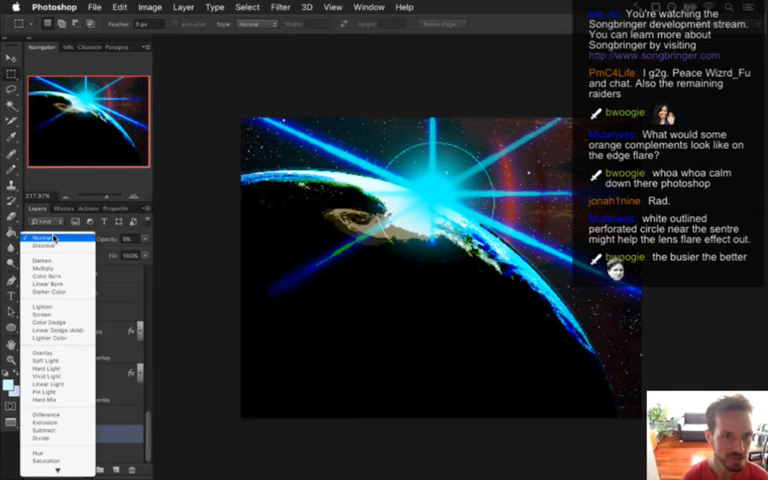 Photoshop File Edit Image Layer Type Select Filter 3D View Window Help
Feather: 0 px Style: Normal
Navigator Info Channels Paragrap
You're watching the
Songbringer development stream.
You can learn more about
Songbringer by visiting
http://www.songbringer.com
PmC4Life I g2g. Peace Wizrd_Fu
and chat. Also the remaining
raiders
bwoogie
Muteness: What would some
orange complements look like on
the edge flare?
bwoogie whoa whoa calm
down there photoshop
jonah1nine Rad.
Muteness: white outlined
perforated circle near the sentre
might help the lens flare effect out.
bwoogie the busier the better
317.97%
Layers History Actions Propertie
Normal
Opacity: 0%
Dissolve
Fill: 100%
Darken
Multiply
Color Burn
Linear Burn
Darker Color
Lighten
Screen
Color Dodge
Linear Dodge (Add)
Lighter Color
Overlay
Soft Light
Hard Light
Vivid Light
Linear Light
Pin Light
Hard Mix
Difference
Exclusion
Subtract
Divide
Hue
Saturation